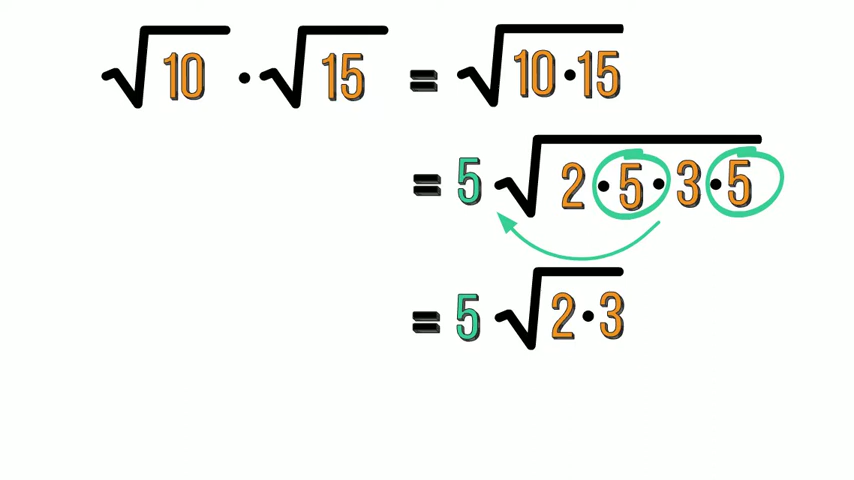 √10 · √15 = √10·15
= 5 √2·5·3·5
= 5 √2·3